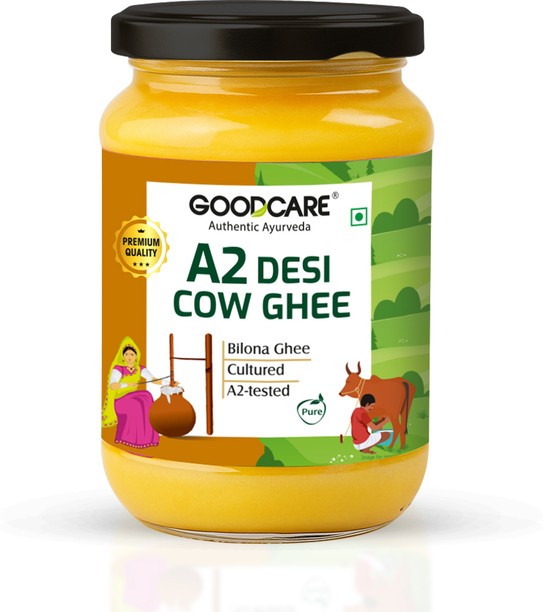 GOODCARE®
Authentic Ayurveda
PREMIUM
QUALITY
A2 DESI
COW GHEE
Bilona Ghee
Cultured
A2-tested
Pure